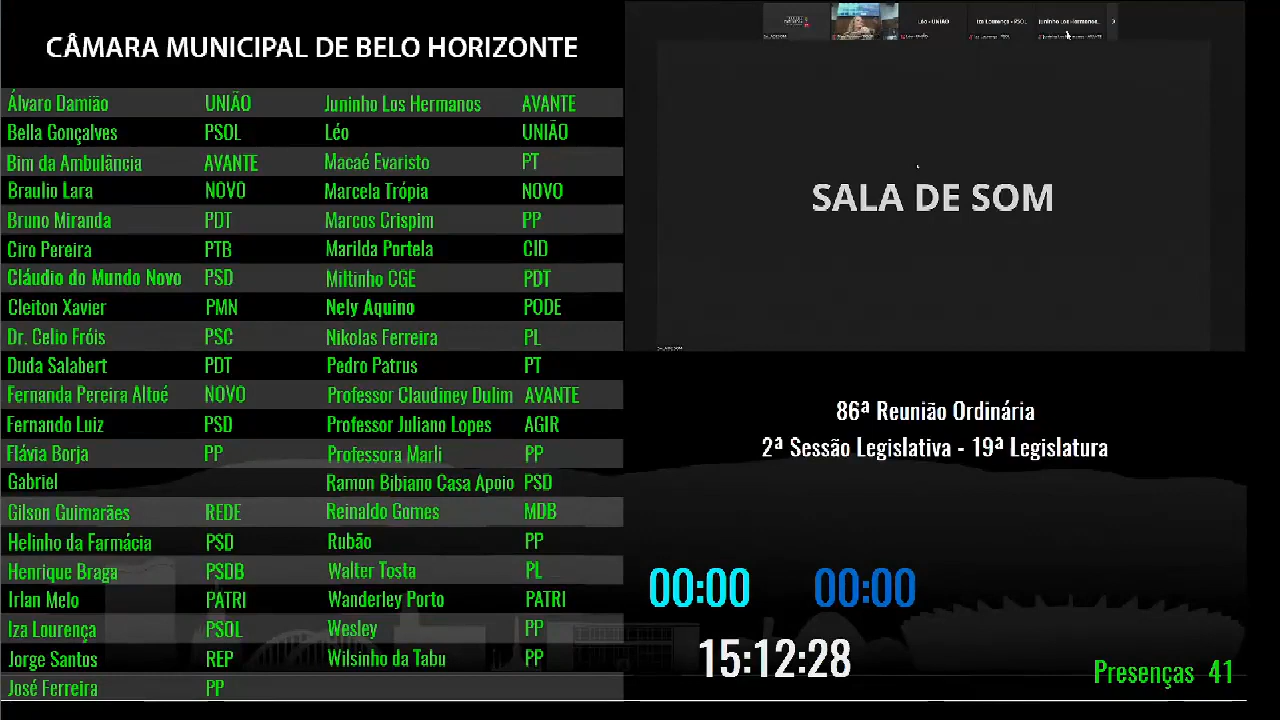 CÂMARA MUNICIPAL DE BELO HORIZONTE
Álvaro Damião UNIÃO Juninho Los Hermanos AVANTE
Bella Gonçalves PSOL Léo UNIÃO
Bim da Ambulância AVANTE Macaé Evaristo PT
Braulio Lara NOVO Marcela Trópia NOVO
Bruno Miranda PDT Marcos Crispim PP
Ciro Pereira PTB Marilda Portela CID
Cláudio do Mundo Novo PSD Miltinho CGE PDT
Cleiton Xavier PMN Nely Aquino PODE
Dr. Celio Fróis PSC Nikolas Ferreira PL
Duda Salabert PDT Pedro Patrus PT
Fernanda Pereira Altoé NOVO Professor Claudiney Dulim AVANTE
Fernando Luiz PSD Professor Juliano Lopes AGIR
Flávia Borja PP Professora Marli PP
Gabriel Ramon Bibiano Casa Apoio PSD
Gilson Guimarães REDE Reinaldo Gomes MDB
Helinho da Farmácia PSD Rubão PP
Henrique Braga PSDB Walter Tosta PL
Irlan Melo PATRI Wanderley Porto PATRI
Iza Lourença PSOL Wesley PP
Jorge Santos REP Wilsinho da Tabu PP
José Ferreira PP
Léo - UNIÃO Iza Lourença - PSOL Juninho Los Hermanos...
SALA DE SOM
86ª Reunião Ordinária
2ª Sessão Legislativa - 19ª Legislatura
00:00 00:00
15:12:28
Presenças 41